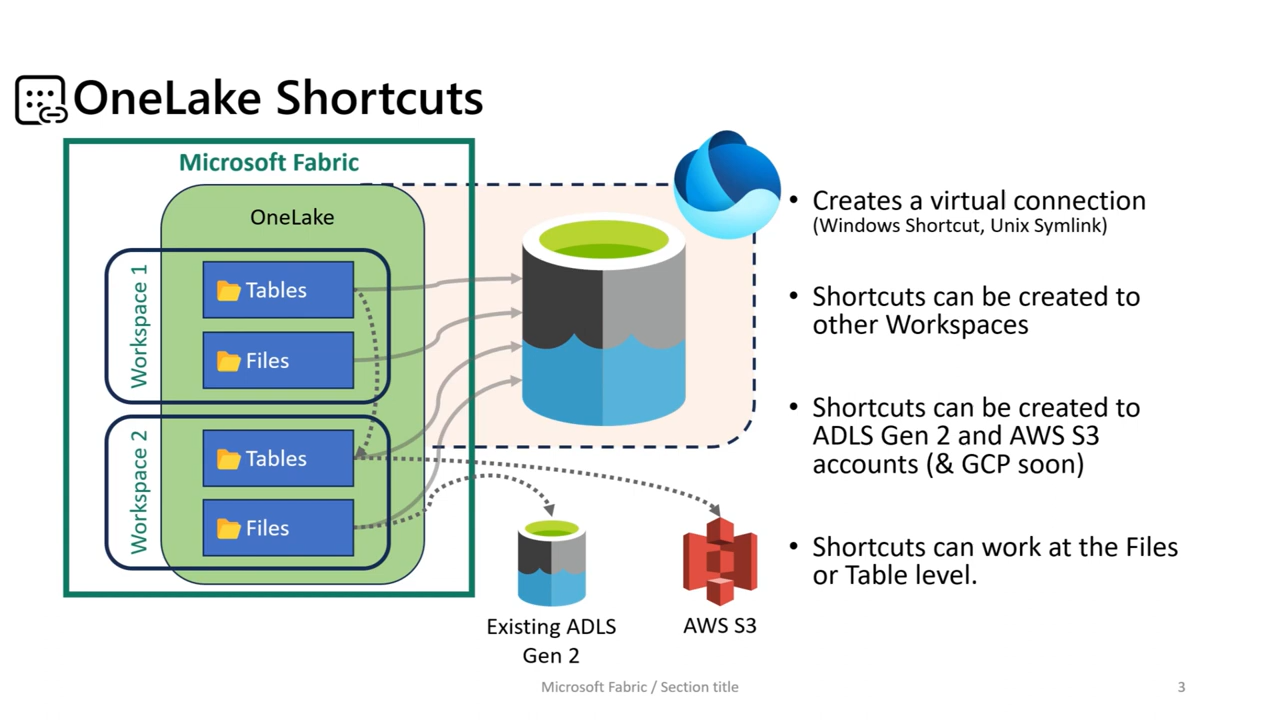 OneLake Shortcuts
Microsoft Fabric
OneLake
Workspace 1
Tables
Files
Workspace 2
Tables
Files
Existing ADLS
Gen 2
AWS S3
• Creates a virtual connection
(Windows Shortcut, Unix Symlink)
• Shortcuts can be created to
other Workspaces
• Shortcuts can be created to
ADLS Gen 2 and AWS S3
accounts (& GCP soon)
• Shortcuts can work at the Files
or Table level.
Microsoft Fabric / Section title
3